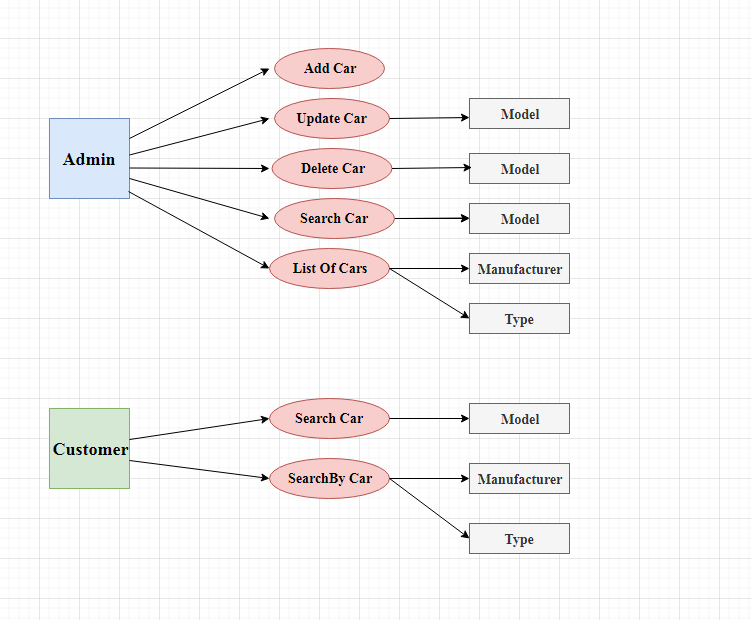 Add Car
Update Car
Model
Admin
Delete Car
Model
Search Car
Model
List Of Cars
Manufacturer
Type
Search Car
Model
Customer
SearchBy Car
Manufacturer
Type